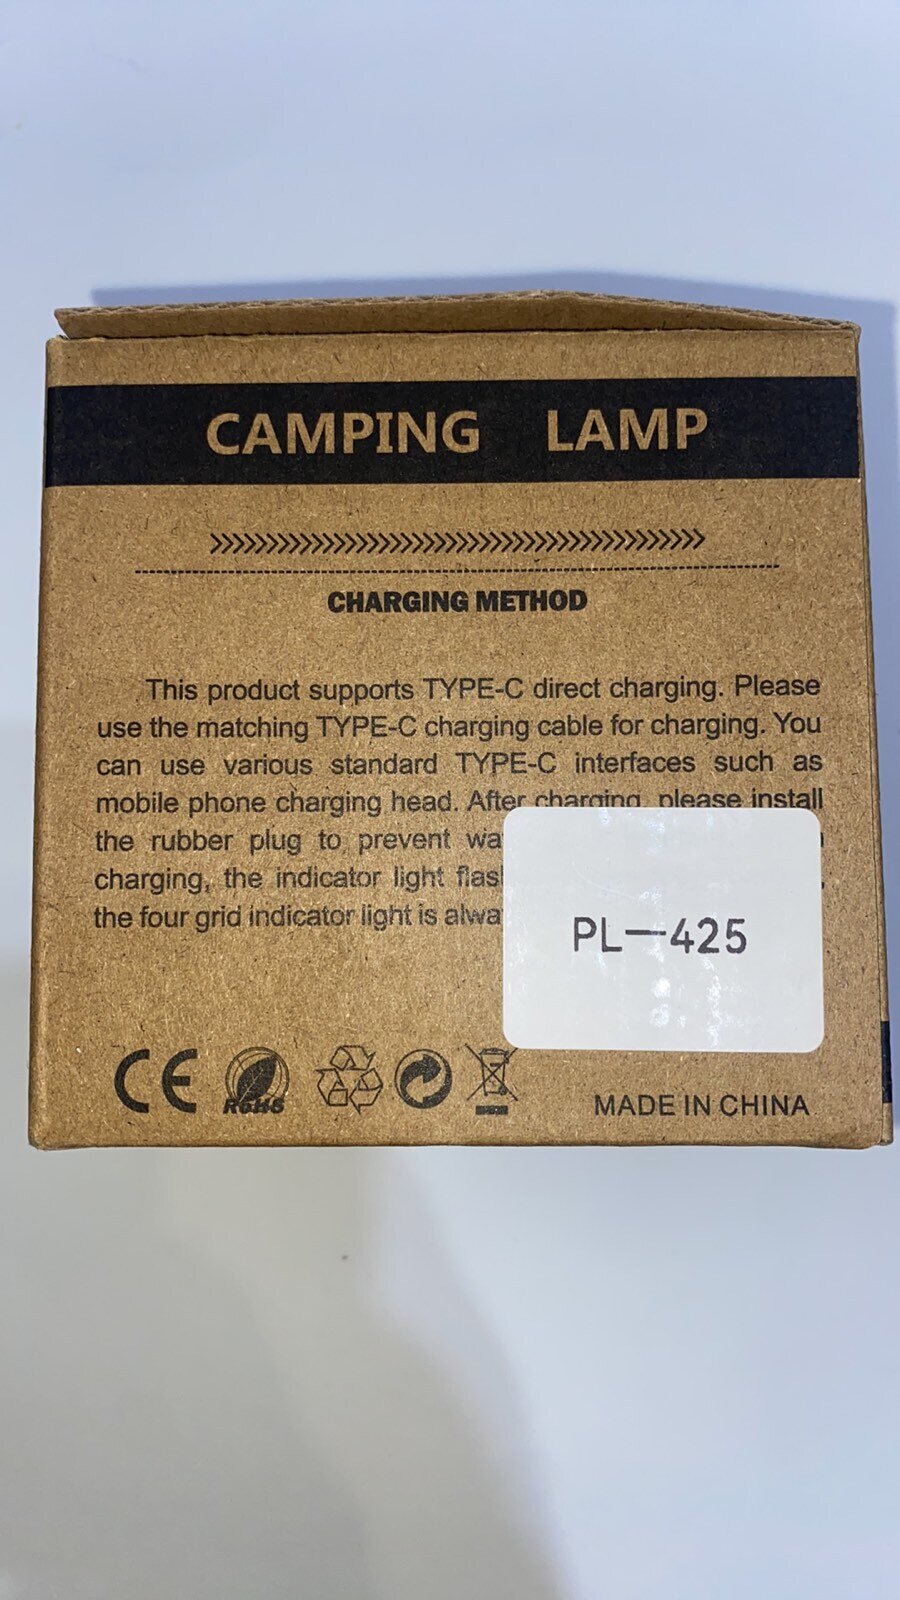 CAMPING LAMP
CHARGING METHOD
This product supports TYPE-C direct charging. Please
use the matching TYPE-C charging cable for charging. You
can use various standard TYPE-C interfaces such as
mobile phone charging head. After charging, please install
the rubber plug to prevent
charging, the indicator light
the four grid indicator light is
PL-425
CE
RoHS
MADE IN CHINA